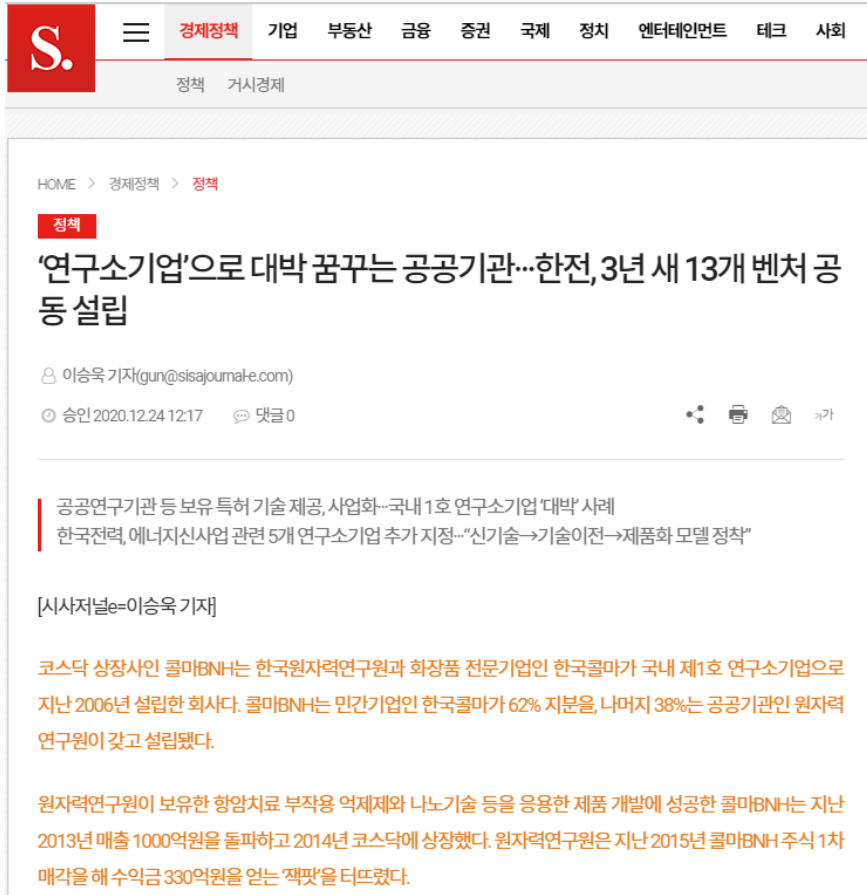 S.
경제정책 기업 부동산 금융 증권 국제 정치 엔터테인먼트 테크 사회
정책 거시경제
HOME > 경제정책 > 정책
정책
‘연구소기업’으로 대박 꿈꾸는 공공기관…한전, 3년 새 13개 벤처 공
동 설립
이승욱 기자(gun@sisajournal-e.com)
승인 2020.12.24 12:17 댓글 0
가가
공공연구기관 등 보유 특허 기술 제공, 사업화…국내 1호 연구소기업 ‘대박’ 사례
한국전력, 에너지신사업 관련 5개 연구소기업 추가 지정…“신기술→기술이전→제품화 모델 정착”
[시사저널e=이승욱 기자]
코스닥 상장사인 콜마BNH는 한국원자력연구원과 화장품 전문기업인 한국콜마가 국내 제1호 연구소기업으로
지난 2006년 설립한 회사다. 콜마BNH는 민간기업인 한국콜마가 62% 지분을, 나머지 38%는 공공기관인 원자력
연구원이 갖고 설립됐다.
원자력연구원이 보유한 항암치료 부작용 억제제와 나노기술 등을 응용한 제품 개발에 성공한 콜마BNH는 지난
2013년 매출 1000억원을 돌파하고 2014년 코스닥에 상장했다. 원자력연구원은 지난 2015년 콜마BNH 주식 1차
매각을 해 수익금 330억원을 얻는 ‘잭팟’을 터뜨렸다.